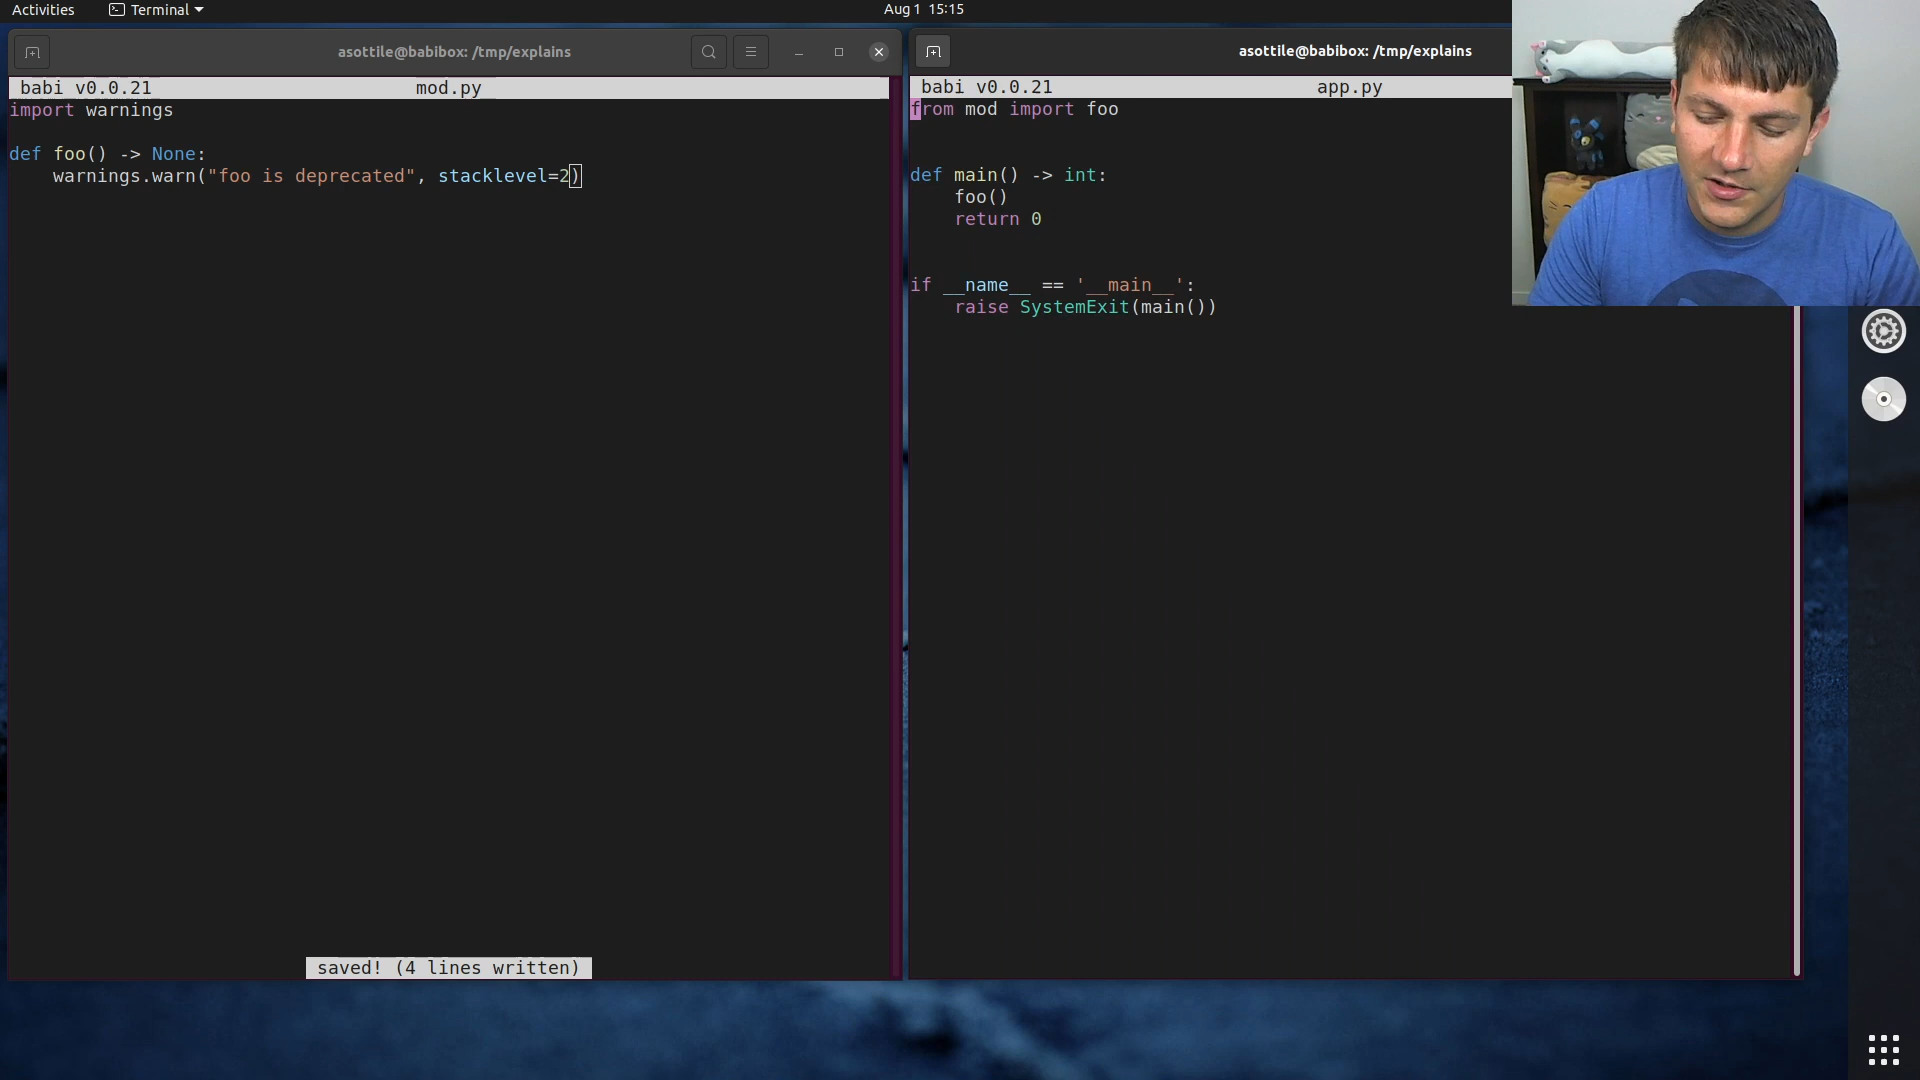 Activities
Terminal
Aug 1 15:15
asottile@babibox: /tmp/explains
babi v0.0.21 mod.py
import warnings
def foo() -> None:
warnings.warn("foo is deprecated", stacklevel=2)
saved! (4 lines written)
asottile@babibox: /tmp/explains
babi v0.0.21 app.py
from mod import foo
def main() -> int:
foo()
return 0
if __name__ == '__main__':
raise SystemExit(main())